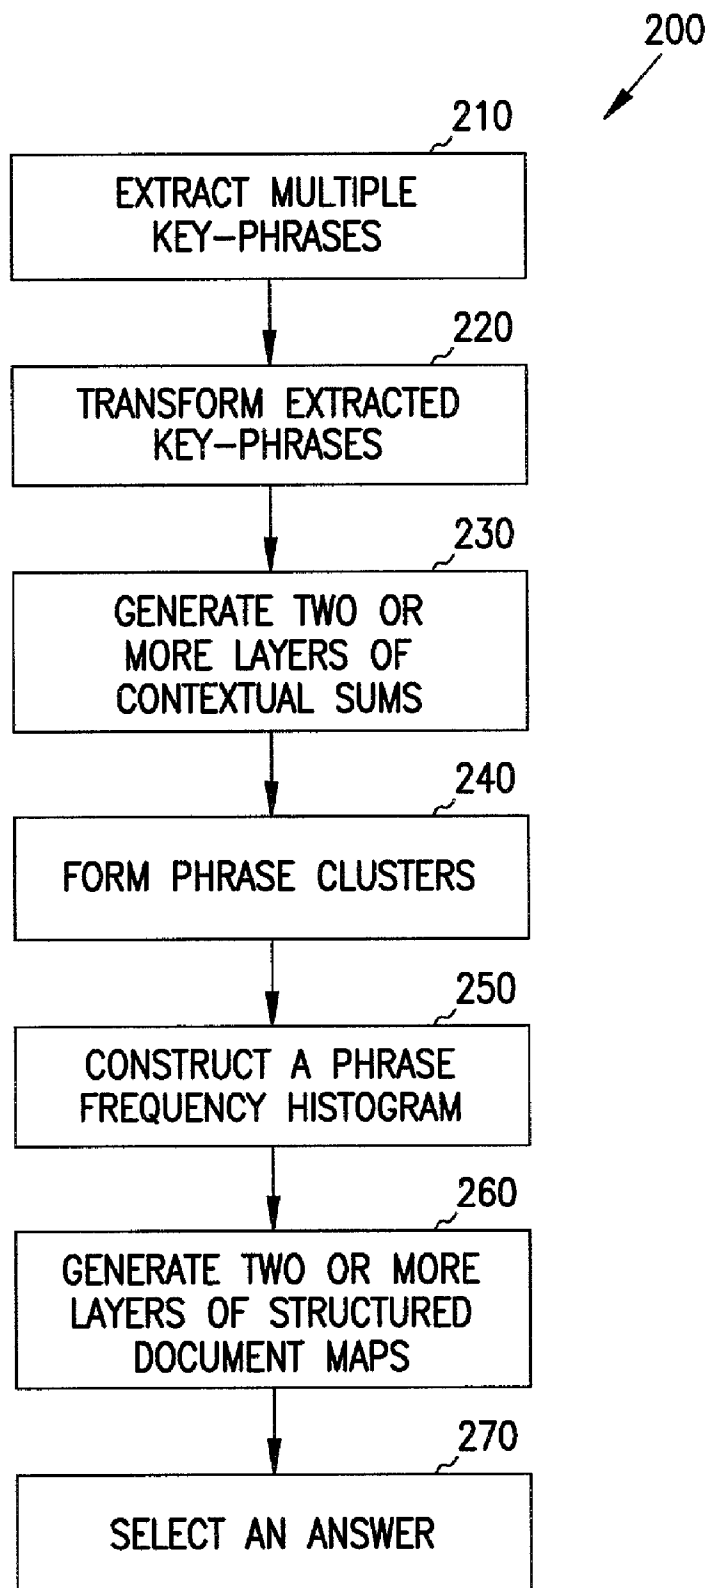 200
210
EXTRACT MULTIPLE
KEY-PHRASES
220
TRANSFORM EXTRACTED
KEY-PHRASES
230
GENERATE TWO OR
MORE LAYERS OF
CONTEXTUAL SUMS
240
FORM PHRASE CLUSTERS
250
CONSTRUCT A PHRASE
FREQUENCY HISTOGRAM
260
GENERATE TWO OR MORE
LAYERS OF STRUCTURED
DOCUMENT MAPS
270
SELECT AN ANSWER